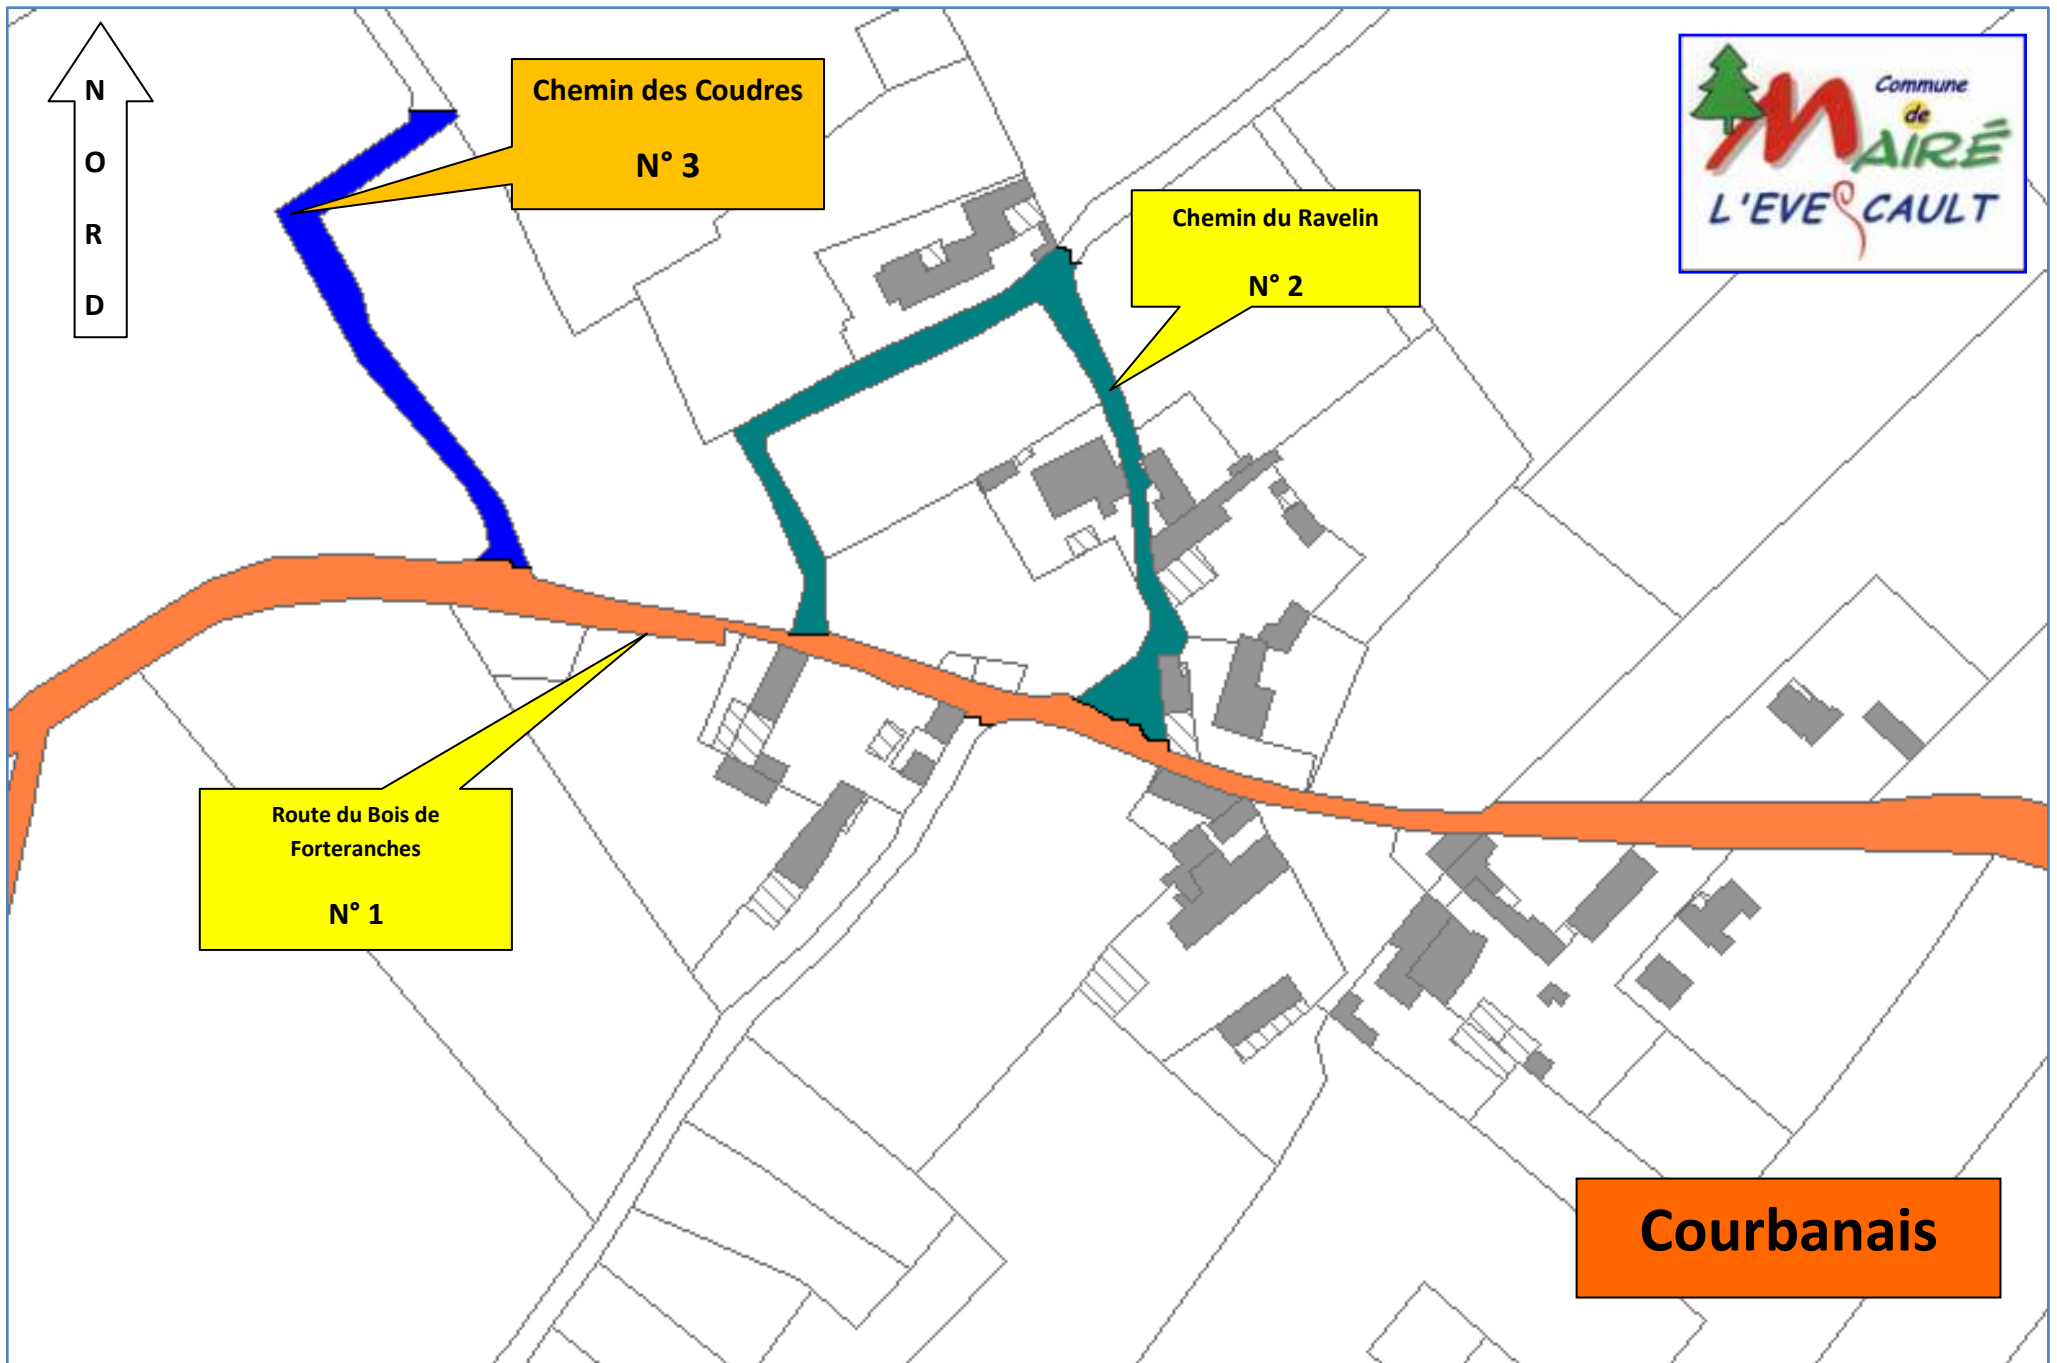 N
O
R
D
Chemin des Coudres
N° 3
Chemin du Ravelin
N° 2
Commune
de
MAIRÉ
L'EVESCAULT
Route du Bois de
Forteranches
N° 1
Courbanais